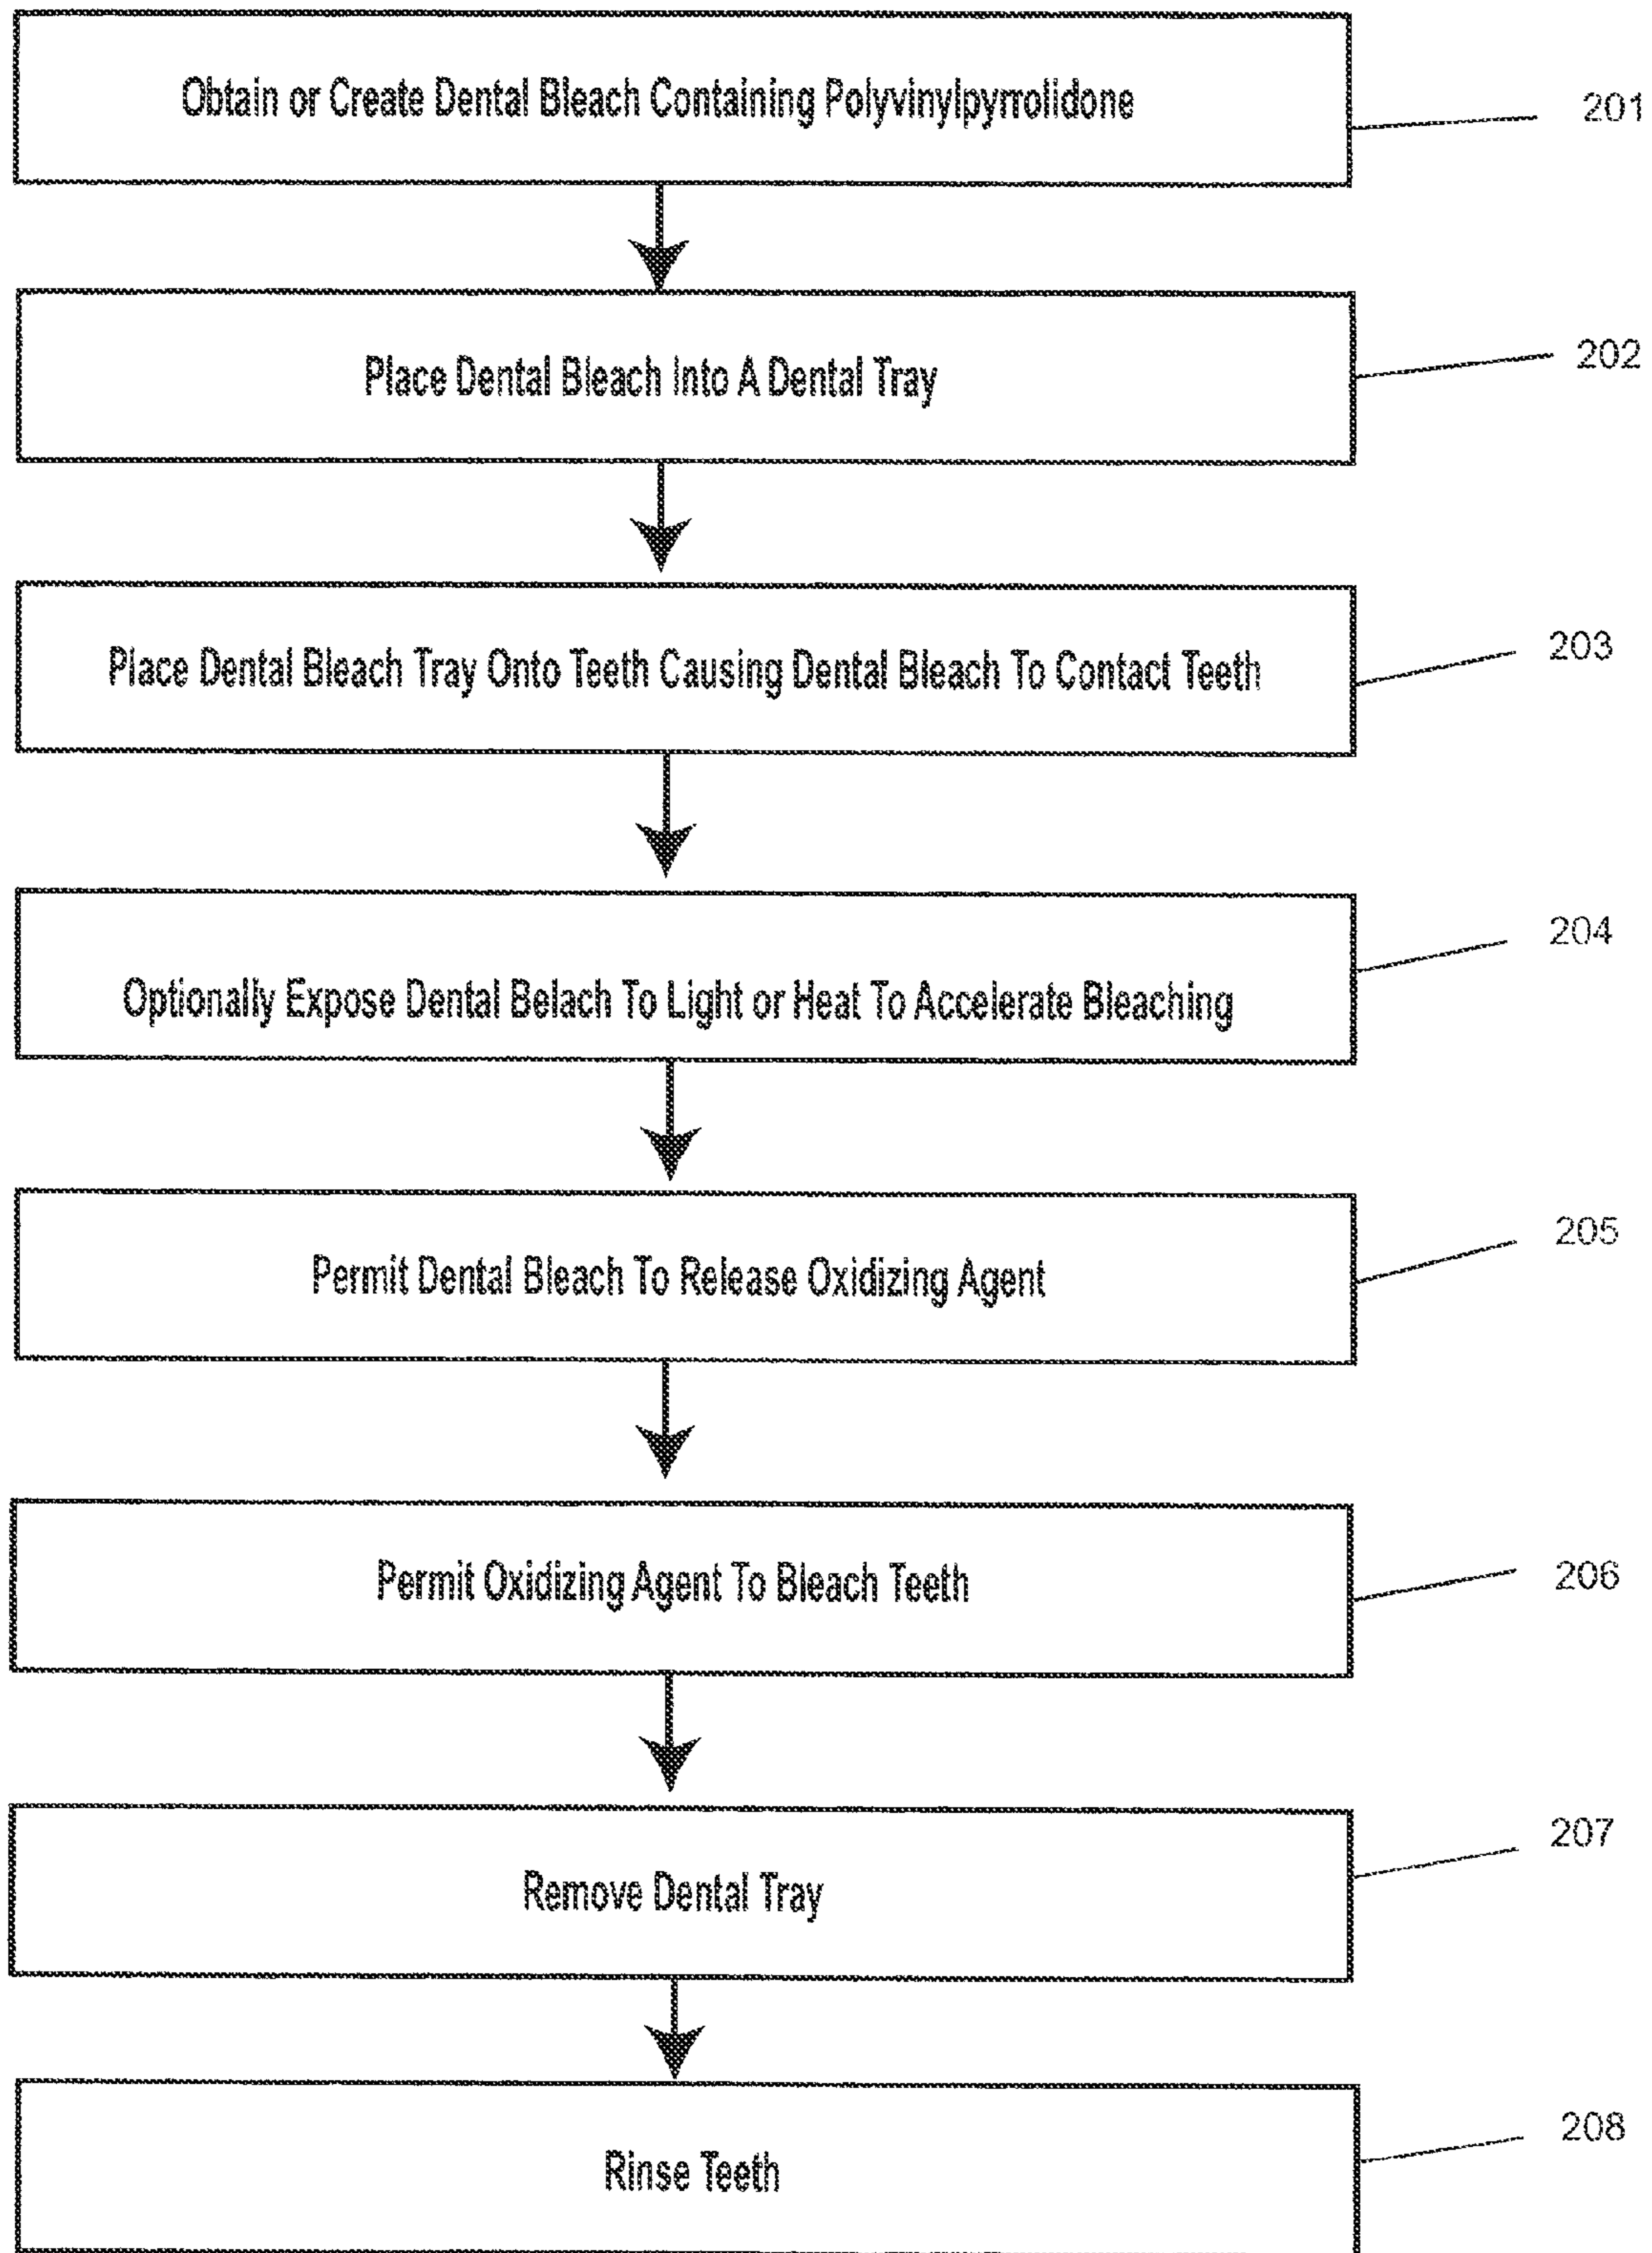 Obtain or Create Dental Bleach Containing Polyvinylpyrrolidone
201
Place Dental Bleach Into A Dental Tray
202
Place Dental Bleach Tray Onto Teeth Causing Dental Bleach To Contact Teeth
203
Optionally Expose Dental Belach To Light or Heat To Accelerate Bleaching
204
Permit Dental Bleach To Release Oxidizing Agent
205
Permit Oxidizing Agent To Bleach Teeth
206
Remove Dental Tray
207
Rinse Teeth
208